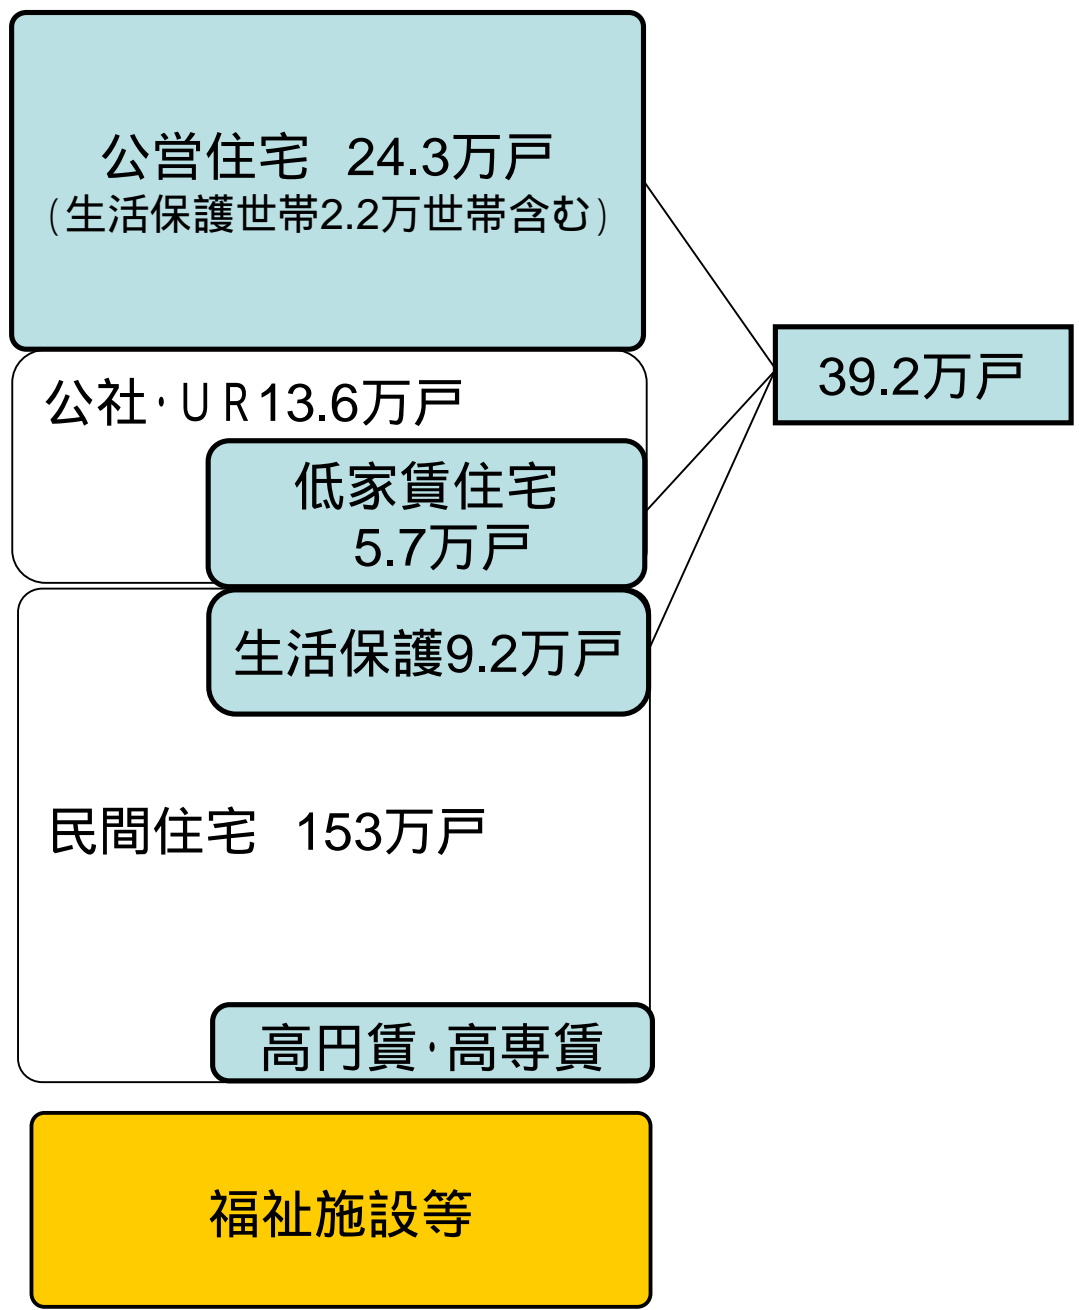 公営住宅　24.3万戸
（生活保護世帯2.2万世帯含む）
39.2万戸
公社・ＵＲ13.6万戸
低家賃住宅
5.7万戸
生活保護9.2万戸
民間住宅　153万戸
高円賃・高専賃
福祉施設等